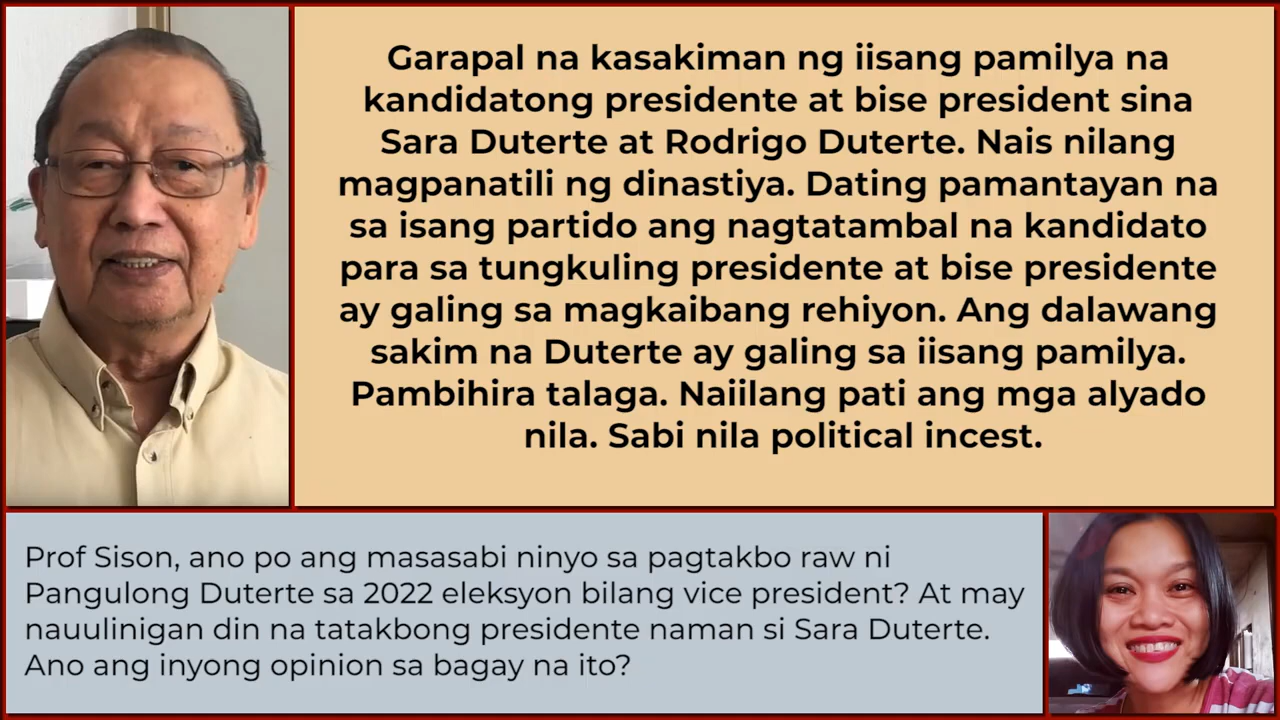 Garapal na kasakiman ng iisang pamilya na
kandidatong presidente at bise president sina
Sara Duterte at Rodrigo Duterte. Nais nilang
magpanatili ng dinastiya. Dating pamantayan na
sa isang partido ang nagtatambal na kandidato
para sa tungkuling presidente at bise presidente
ay galing sa magkaibang rehiyon. Ang dalawang
sakim na Duterte ay galing sa iisang pamilya.
Pambihira talaga. Naiilang pati ang mga alyado
nila. Sabi nila political incest.
Prof Sison, ano po ang masasabi ninyo sa pagtakbo raw ni
Pangulong Duterte sa 2022 eleksyon bilang vice president? At may
nauulinigan din na tatakbong presidente naman si Sara Duterte.
Ano ang inyong opinion sa bagay na ito?